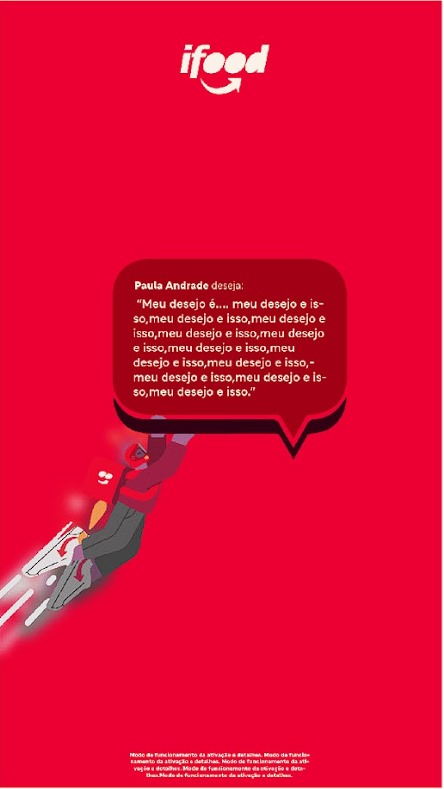 ifood
Paula Andrade deseja:
"Meu desejo é.... meu desejo e is-
so,meu desejo e isso,meu desejo e
isso,meu desejo e isso,meu desejo
e isso,meu desejo e isso,meu
desejo e isso,meu desejo e isso,-
meu desejo e isso,meu desejo e is-
so,meu desejo e isso."
Modo de funcionamento da ativação e detalhes. Modo de funcio-
namento da ativação e detalhes. Modo de funcionamento da ati-
vação e detalhes. Modo de funcionamento da ativação e deta-
lhes.Modo de funcionamento da ativação e detalhes.